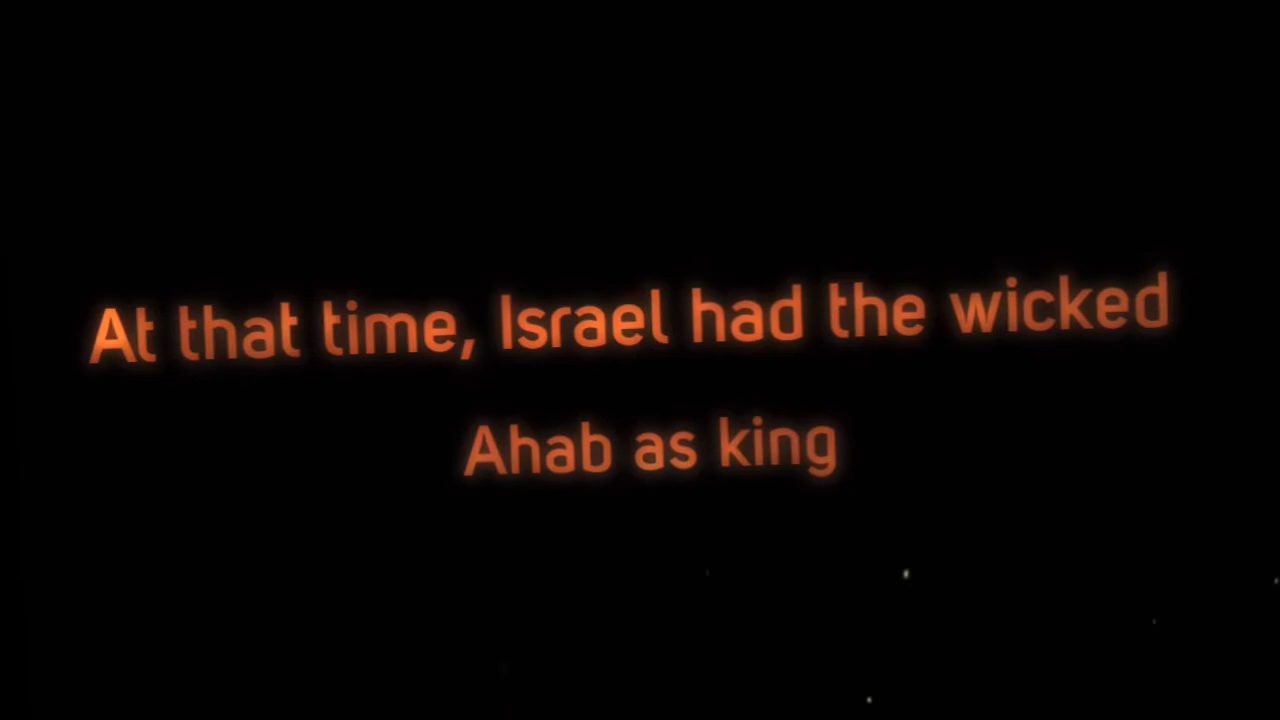 At that time, Israel had the wicked
Ahab as king